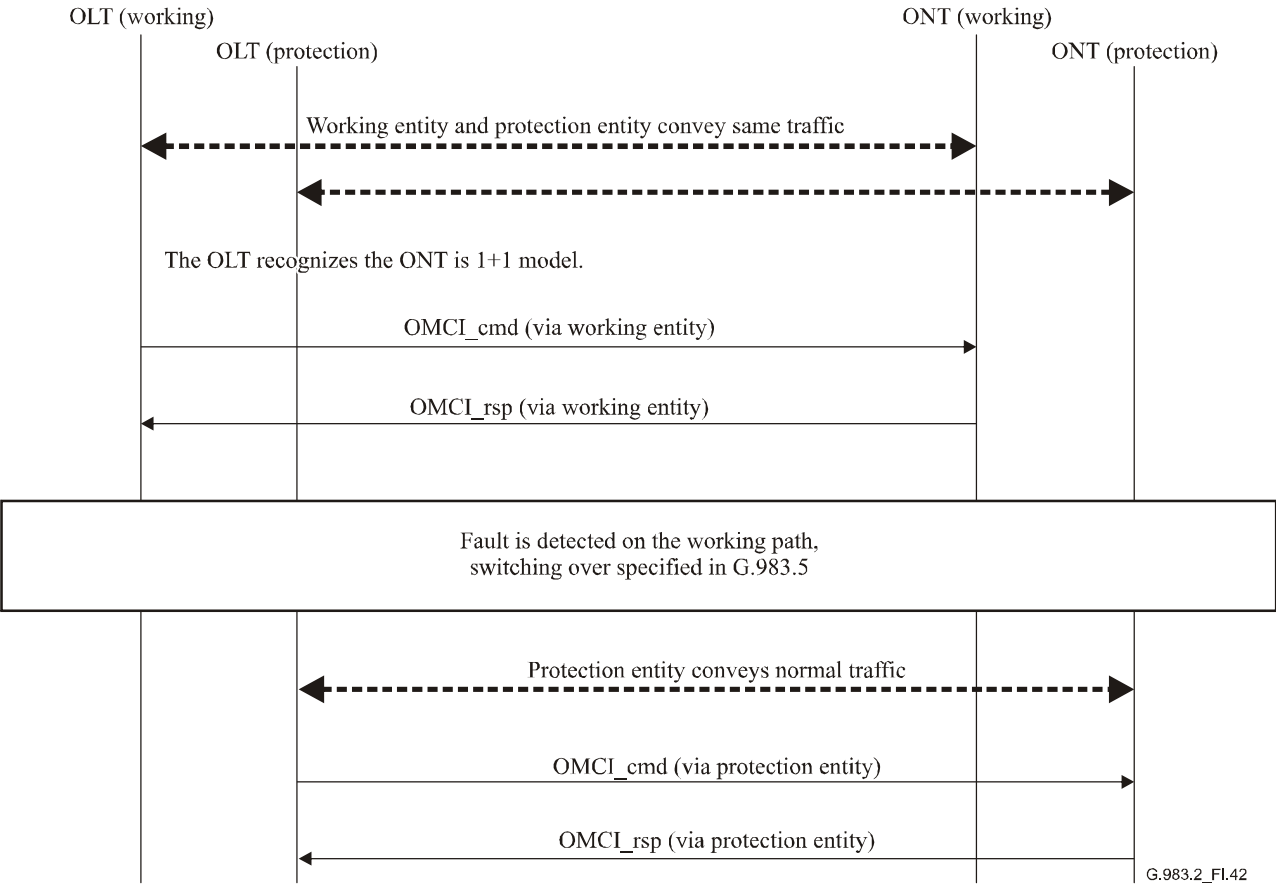 OLT (working)
ONT (working)
OLT (protection)
ONT (protection)
Working entity and protection entity convey same traffic
The OLT recognizes the ONT is 1+1 model.
OMCI_cmd (via working entity)
OMCI_rsp (via working entity)
Fault is detected on the working path,
switching over specified in G.983.5
Protection entity conveys normal traffic
OMCI_cmd (via protection entity)
OMCI_rsp (via protection entity)
G.983.2_FI.42